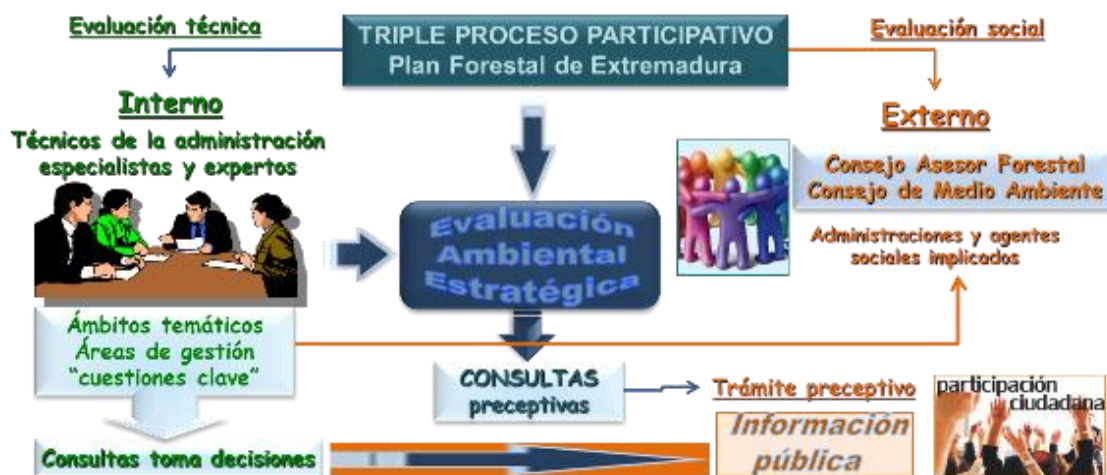 Evaluación técnica
TRIPLE PROCESO PARTICIPATIVO
Plan Forestal de Extremadura
Evaluación social
Interno
Técnicos de la administración
especialistas y expertos
Externo
Consejo Asesor Forestal
Consejo de Medio Ambiente
Administraciones y agentes
sociales implicados
Evaluación
Ambiental
Estratégica
Ámbitos temáticos
Áreas de gestión
“cuestiones clave”
CONSULTAS
preceptivas
Trámite preceptivo
Información
pública
participación
ciudadana
Consultas toma decisiones